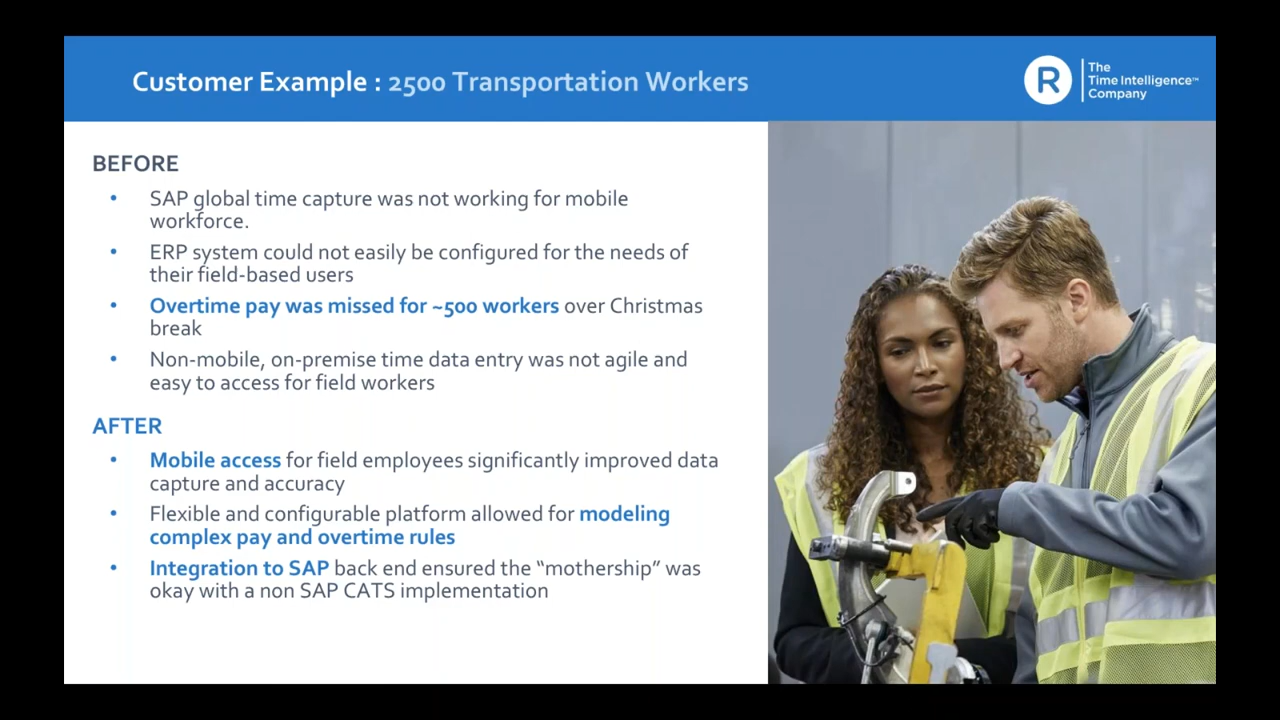 Customer Example : 2500 Transportation Workers
R
The
Time Intelligence™
Company
BEFORE
• SAP global time capture was not working for mobile
workforce.
• ERP system could not easily be configured for the needs of
their field-based users
• Overtime pay was missed for ~500 workers over Christmas
break
• Non-mobile, on-premise time data entry was not agile and
easy to access for field workers
AFTER
• Mobile access for field employees significantly improved data
capture and accuracy
• Flexible and configurable platform allowed for modeling
complex pay and overtime rules
• Integration to SAP back end ensured the “mothership” was
okay with a non SAP CATS implementation